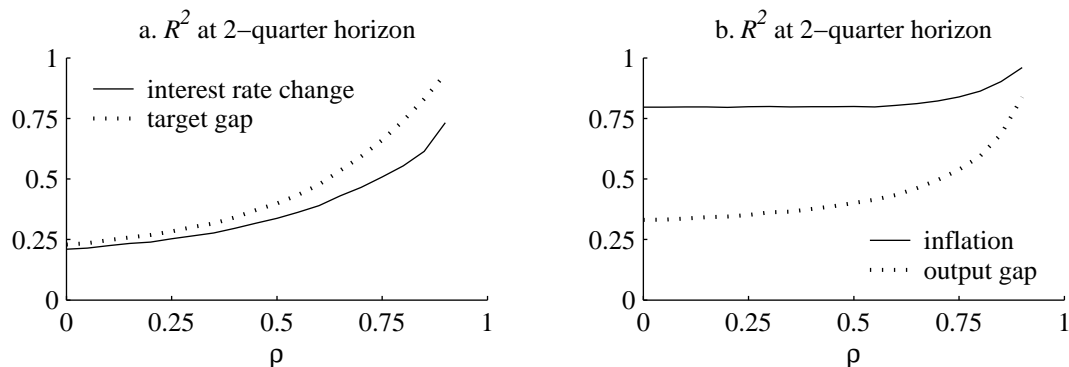 a. R² at 2−quarter horizon
1
0.75
0.5
0.25
0
interest rate change
target gap
0 0.25 0.5 0.75 1
ρ
b. R² at 2−quarter horizon
1
0.75
0.5
0.25
0
inflation
output gap
0 0.25 0.5 0.75 1
ρ